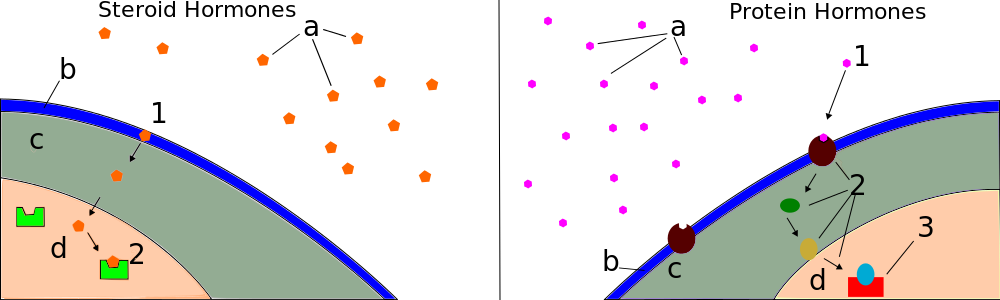 Steroid Hormones
a
b
1
c
d
2
Protein Hormones
a
1
2
b
c
3
d